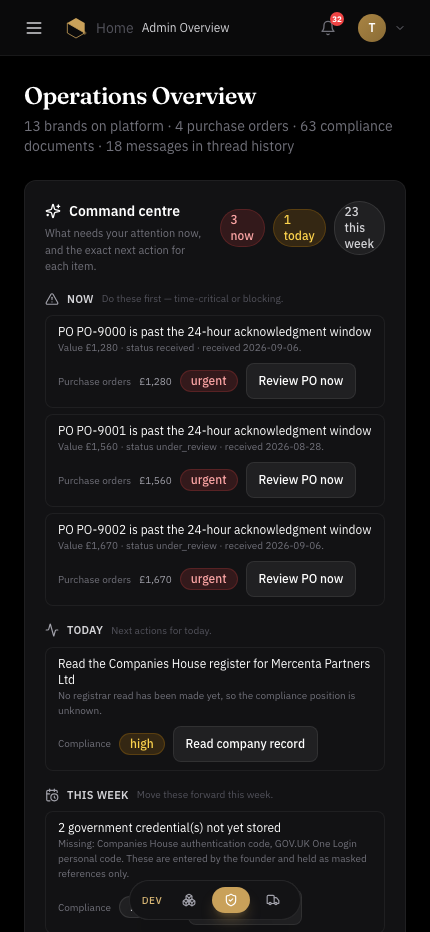 Home Admin Overview 32 T
Operations Overview
13 brands on platform · 4 purchase orders · 63 compliance
documents · 18 messages in thread history
Command centre
What needs your attention now,
and the exact next action for
each item.
3
now
1
today
23
this
week
NOW Do these first — time-critical or blocking.
PO PO-9000 is past the 24-hour acknowledgment window
Value £1,280 · status received · received 2026-09-06.
Purchase orders £1,280 urgent Review PO now
PO PO-9001 is past the 24-hour acknowledgment window
Value £1,560 · status under_review · received 2026-08-28.
Purchase orders £1,560 urgent Review PO now
PO PO-9002 is past the 24-hour acknowledgment window
Value £1,670 · status under_review · received 2026-09-06.
Purchase orders £1,670 urgent Review PO now
TODAY Next actions for today.
Read the Companies House register for Mercenta Partners
Ltd
No registrar read has been made yet, so the compliance position is
unknown.
Compliance high Read company record
THIS WEEK Move these forward this week.
2 government credential(s) not yet stored
Missing: Companies House authentication code, GOV.UK One Login
personal code. These are entered by the founder and held as masked
references only.
Compliance
DEV